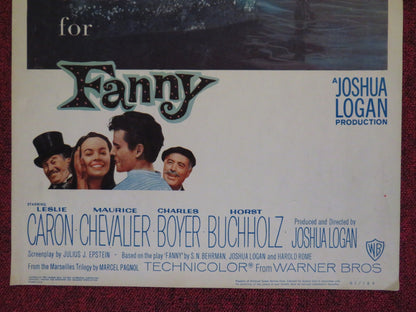 for
Fanny
A JOSHUA
LOGAN
PRODUCTION
starring
LESLIE MAURICE CHARLES HORST
CARON · CHEVALIER · BOYER · BUCHHOLZ · Produced and Directed by JOSHUA LOGAN
Screenplay by JULIUS J. EPSTEIN · Based on the play "FANNY" by S. N. BEHRMAN, JOSHUA LOGAN and HAROLD ROME
From the Marseilles Trilogy by MARCEL PAGNOL TECHNICOLOR® From WARNER BROS
WB